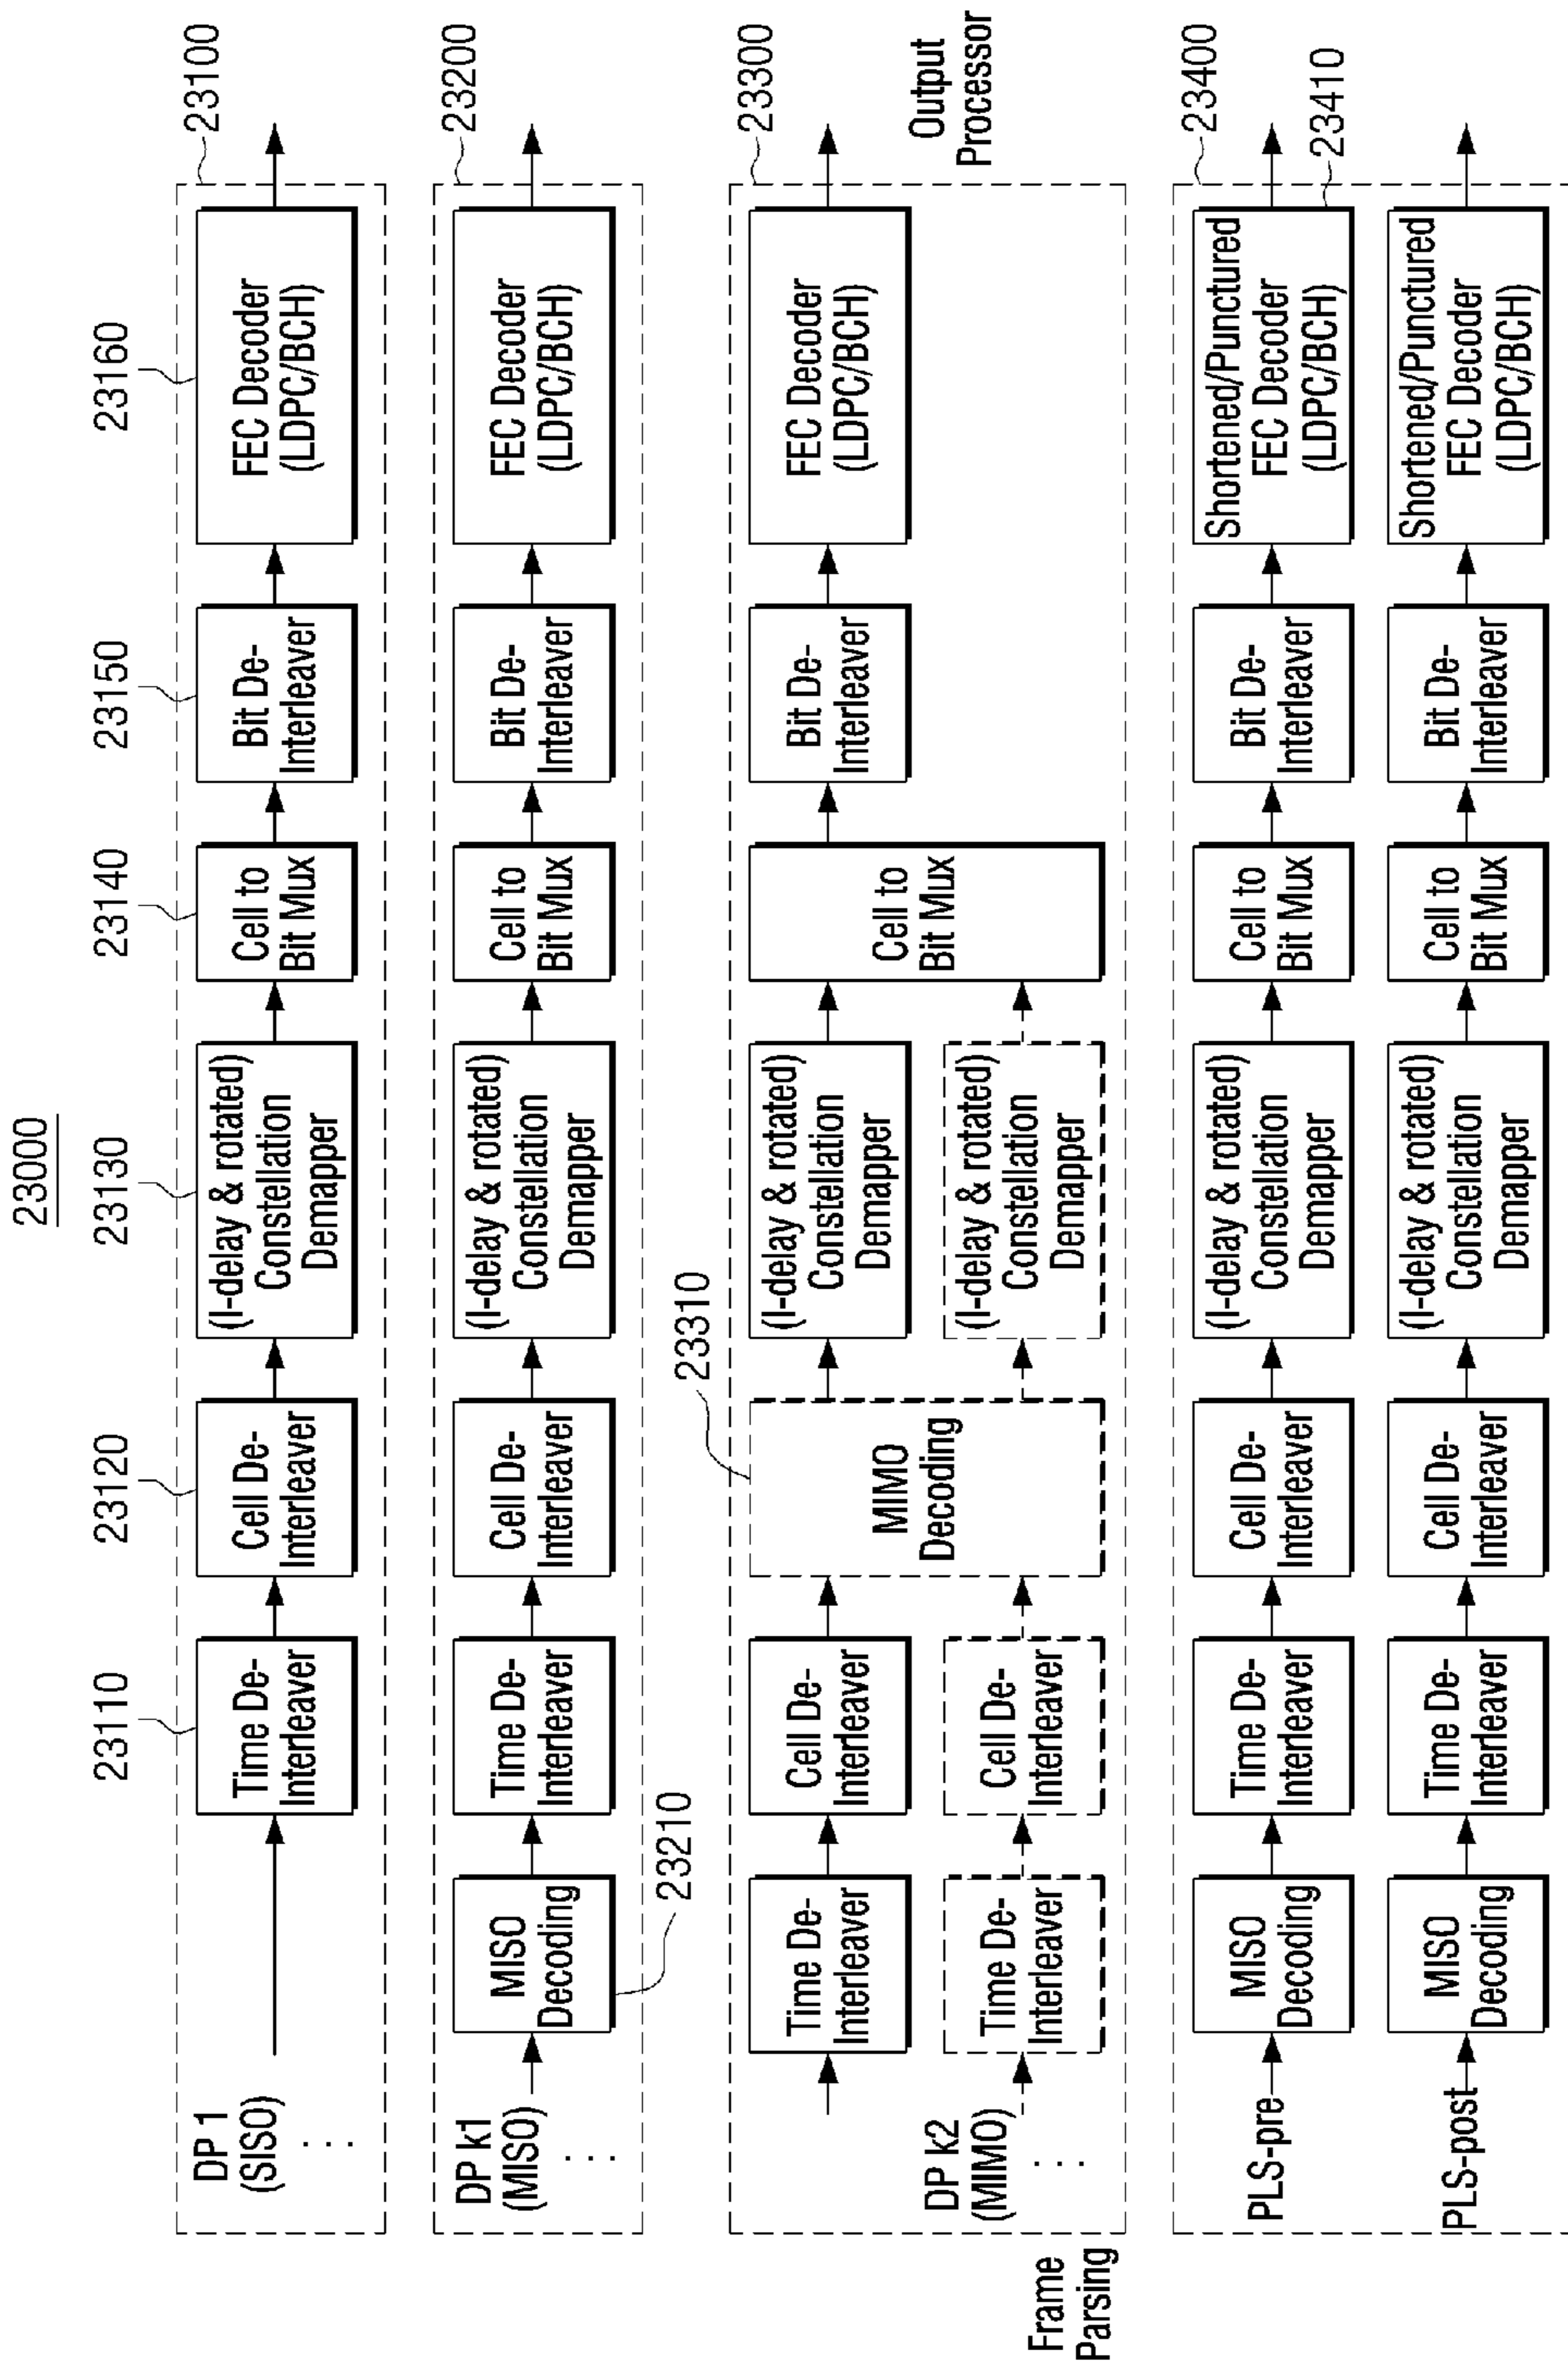 23000
23110
23120
23130
23140
23150
23160
23100
DP 1
(SISO)
Time De-
Interleaver
Cell De-
Interleaver
(I-delay & rotated)
Constellation
Demapper
Cell to
Bit Mux
Bit De-
Interleaver
FEC Decoder
(LDPC/BCH)
23200
DP k1
(MISO)
MISO
Decoding
23210
Time De-
Interleaver
Cell De-
Interleaver
(I-delay & rotated)
Constellation
Demapper
Cell to
Bit Mux
Bit De-
Interleaver
FEC Decoder
(LDPC/BCH)
23310
23300
Time De-
Interleaver
Cell De-
Interleaver
MIMO
Decoding
(I-delay & rotated)
Constellation
Demapper
Cell to
Bit Mux
Bit De-
Interleaver
FEC Decoder
(LDPC/BCH)
DP k2
(MIMO)
Time De-
Interleaver
Cell De-
Interleaver
(I-delay & rotated)
Constellation
Demapper
Frame
Parsing
Output
Processor
23400
PLS-pre
MISO
Decoding
Time De-
Interleaver
Cell De-
Interleaver
(I-delay & rotated)
Constellation
Demapper
Cell to
Bit Mux
Bit De-
Interleaver
Shortened/Punctured
FEC Decoder
(LDPC/BCH)
23410
PLS-post
MISO
Decoding
Time De-
Interleaver
Cell De-
Interleaver
(I-delay & rotated)
Constellation
Demapper
Cell to
Bit Mux
Bit De-
Interleaver
Shortened/Punctured
FEC Decoder
(LDPC/BCH)